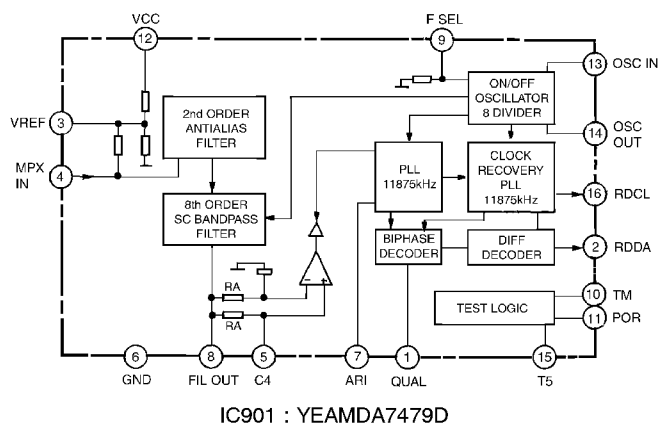 VCC
12
F SEL
9
13 OSC IN
ON/OFF
OSCILLATOR
8 DIVIDER
VREF 3
2nd ORDER
ANTIALIAS
FILTER
14 OSC
OUT
MPX
IN
4
PLL
11875kHz
CLOCK
RECOVERY
PLL
11875kHz
16 RDCL
8th ORDER
SC BANDPASS
FILTER
BIPHASE
DECODER
DIFF
DECODER
2 RDDA
- +
RA
RA
TEST LOGIC
10 TM
11 POR
6
8
5
7
1
15
GND
FIL OUT
C4
ARI
QUAL
T5
IC901 : YEAMDA7479D